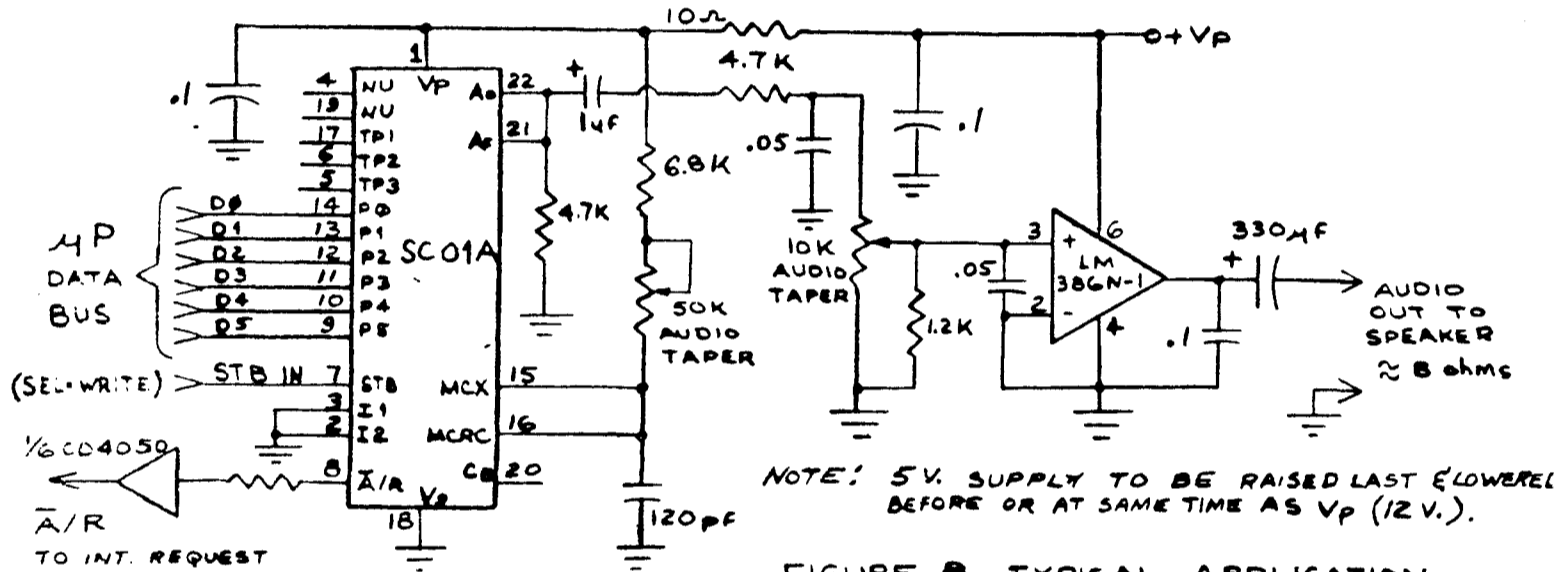 10Ω
+Vp
1
4.7K
.1
4 NU Vp Ao 22
+
1uF
19 NU
17 TP1
AF 21
.05
.1
6 TP2
6.8K
5 TP3
D0 14 P0
4.7K
D1 13 P1
μP
DATA
BUS
D2 12 P2
SC01A
D3 11 P3
D4 10 P4
D5 9 P5
50K
AUDIO
TAPER
10K
AUDIO
TAPER
.05
1.2K
3 +
2 -
LM
386N-1
6
4
330μF
+
.1
AUDIO
OUT TO
SPEAKER
≈ 8 ohms
(SEL·WRITE) STB IN 7 STB
MCX 15
3 I1
2 I2
MCRC 16
1/6 CD4050
8 A̅/R
CB 20
18
120pF
A̅/R
TO INT. REQUEST
NOTE: 5 V. SUPPLY TO BE RAISED LAST & LOWERED
BEFORE OR AT SAME TIME AS Vp (12 V.).
TYPICAL APPLICATION